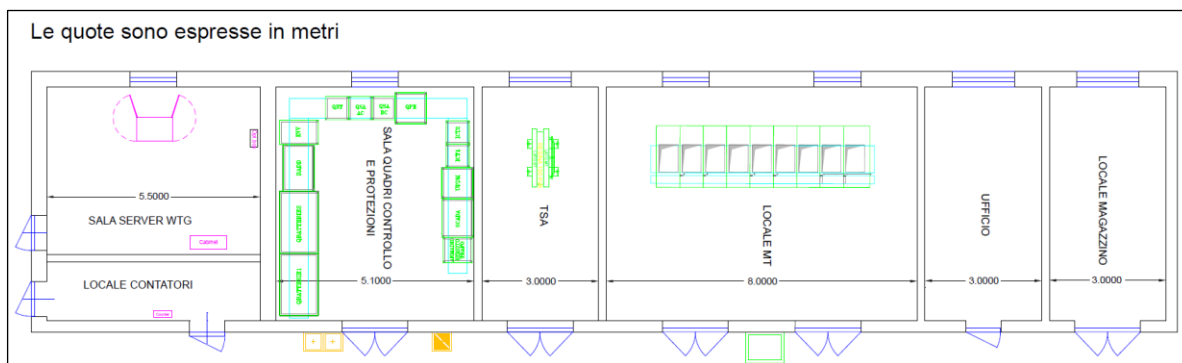 Le quote sono espresse in metri
5.5000
SALA SERVER WTG
Cabinet
LOCALE CONTATORI
SALA QUADRI CONTROLLO
E PROTEZIONI
5.1000
TSA
3.0000
LOCALE MT
8.0000
UFFICIO
3.0000
LOCALE MAGAZZINO
3.0000